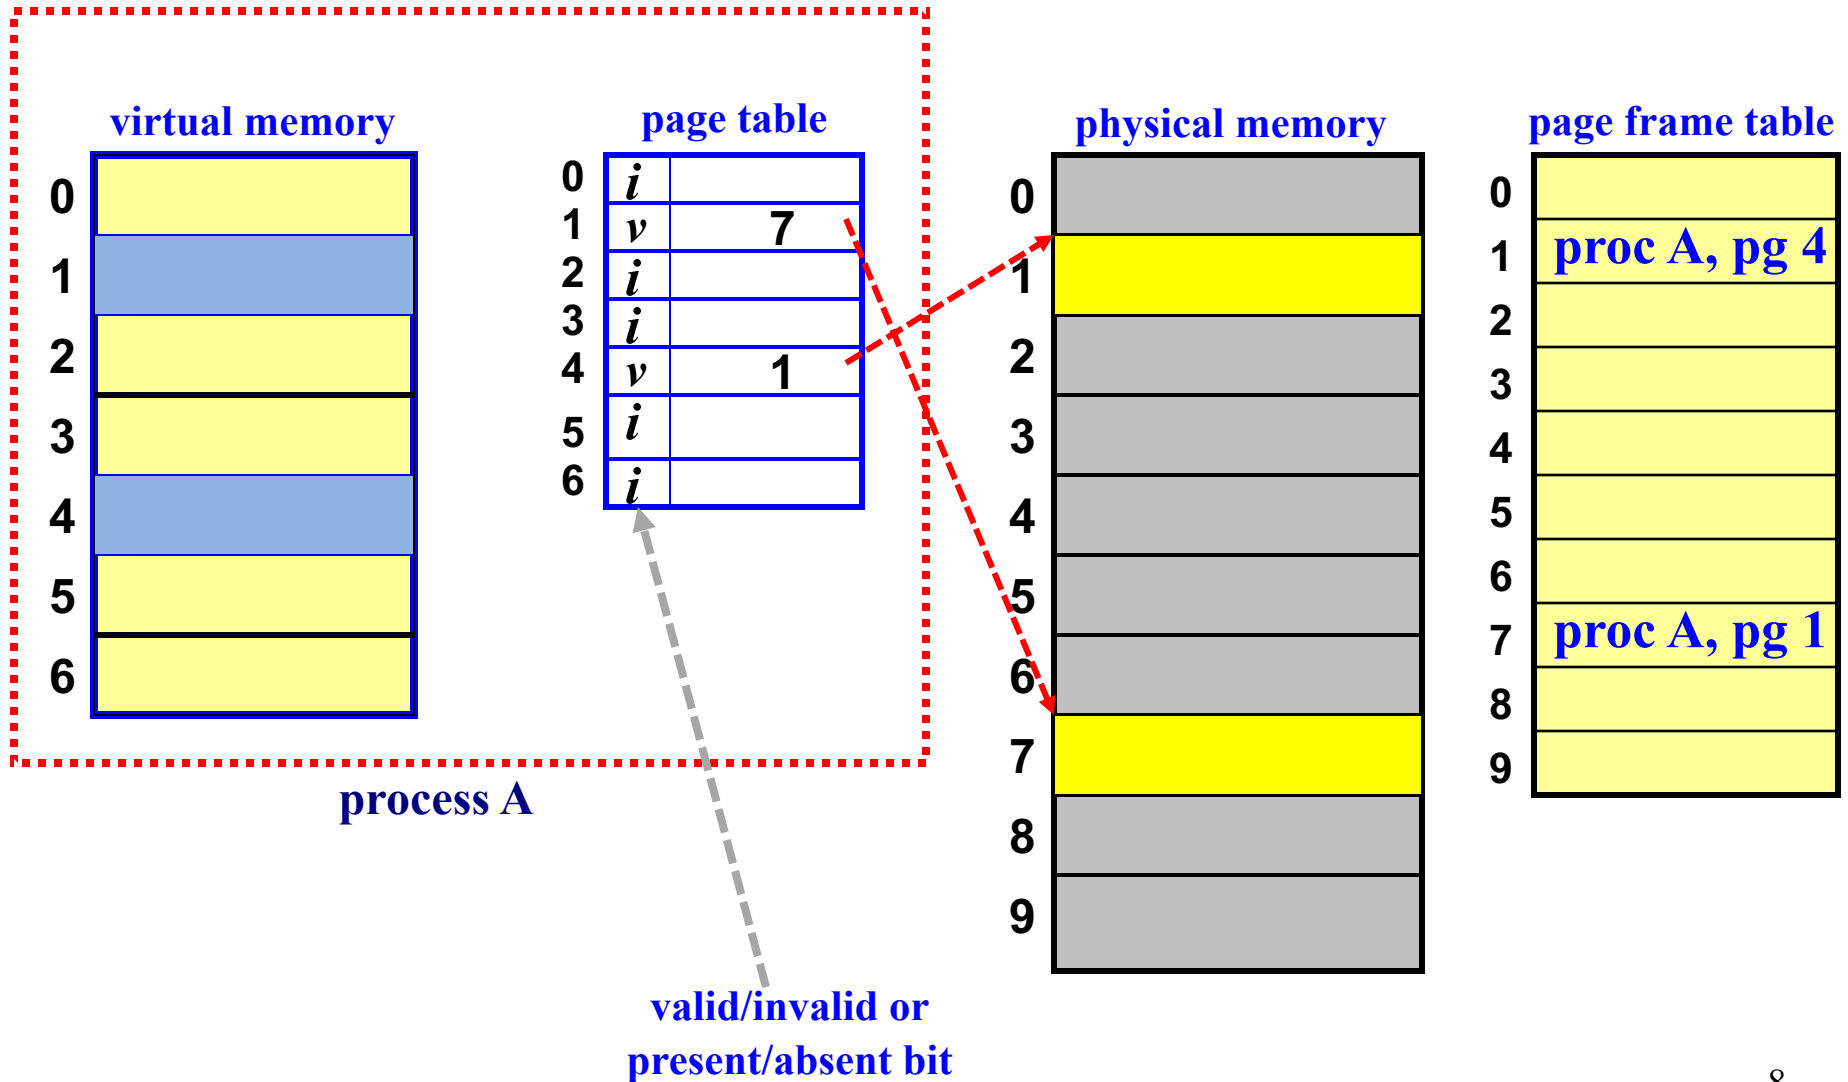 virtual memory
0
1
2
3
4
5
6
page table
0 i
1 v 7
2 i
3 i
4 v 1
5 i
6 i
process A
valid/invalid or
present/absent bit
physical memory
0
1
2
3
4
5
6
7
8
9
page frame table
0
1 proc A, pg 4
2
3
4
5
6
7 proc A, pg 1
8
9
8